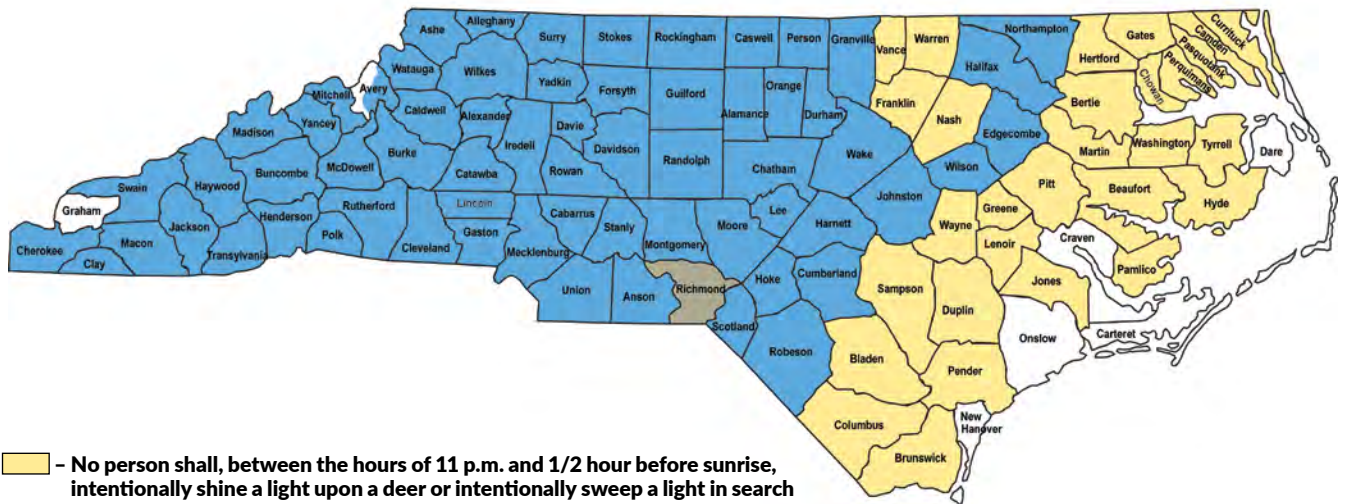 Alleghany
Ashe
Surry
Stokes
Rockingham
Caswell
Person
Granville
Vance
Warren
Northampton
Hertford
Gates
Currituck
Camden
Pasquotank
Perquimans
Chowan
Watauga
Wilkes
Yadkin
Forsyth
Guilford
Alamance
Orange
Durham
Franklin
Halifax
Nash
Bertie
Mitchell
Avery
Caldwell
Alexander
Iredell
Davie
Davidson
Randolph
Chatham
Wake
Edgecombe
Martin
Washington
Tyrrell
Dare
Madison
Yancey
Burke
McDowell
Catawba
Rowan
Wilson
Johnston
Pitt
Beaufort
Hyde
Swain
Haywood
Buncombe
Rutherford
Lincoln
Cabarrus
Stanly
Montgomery
Moore
Lee
Harnett
Wayne
Greene
Lenoir
Craven
Pamlico
Graham
Cherokee
Clay
Macon
Jackson
Transylvania
Henderson
Polk
Cleveland
Gaston
Mecklenburg
Union
Anson
Richmond
Scotland
Hoke
Cumberland
Sampson
Duplin
Jones
Onslow
Carteret
Robeson
Bladen
Pender
Columbus
New
Hanover
Brunswick
– No person shall, between the hours of 11 p.m. and 1/2 hour before sunrise,
intentionally shine a light upon a deer or intentionally sweep a light in search